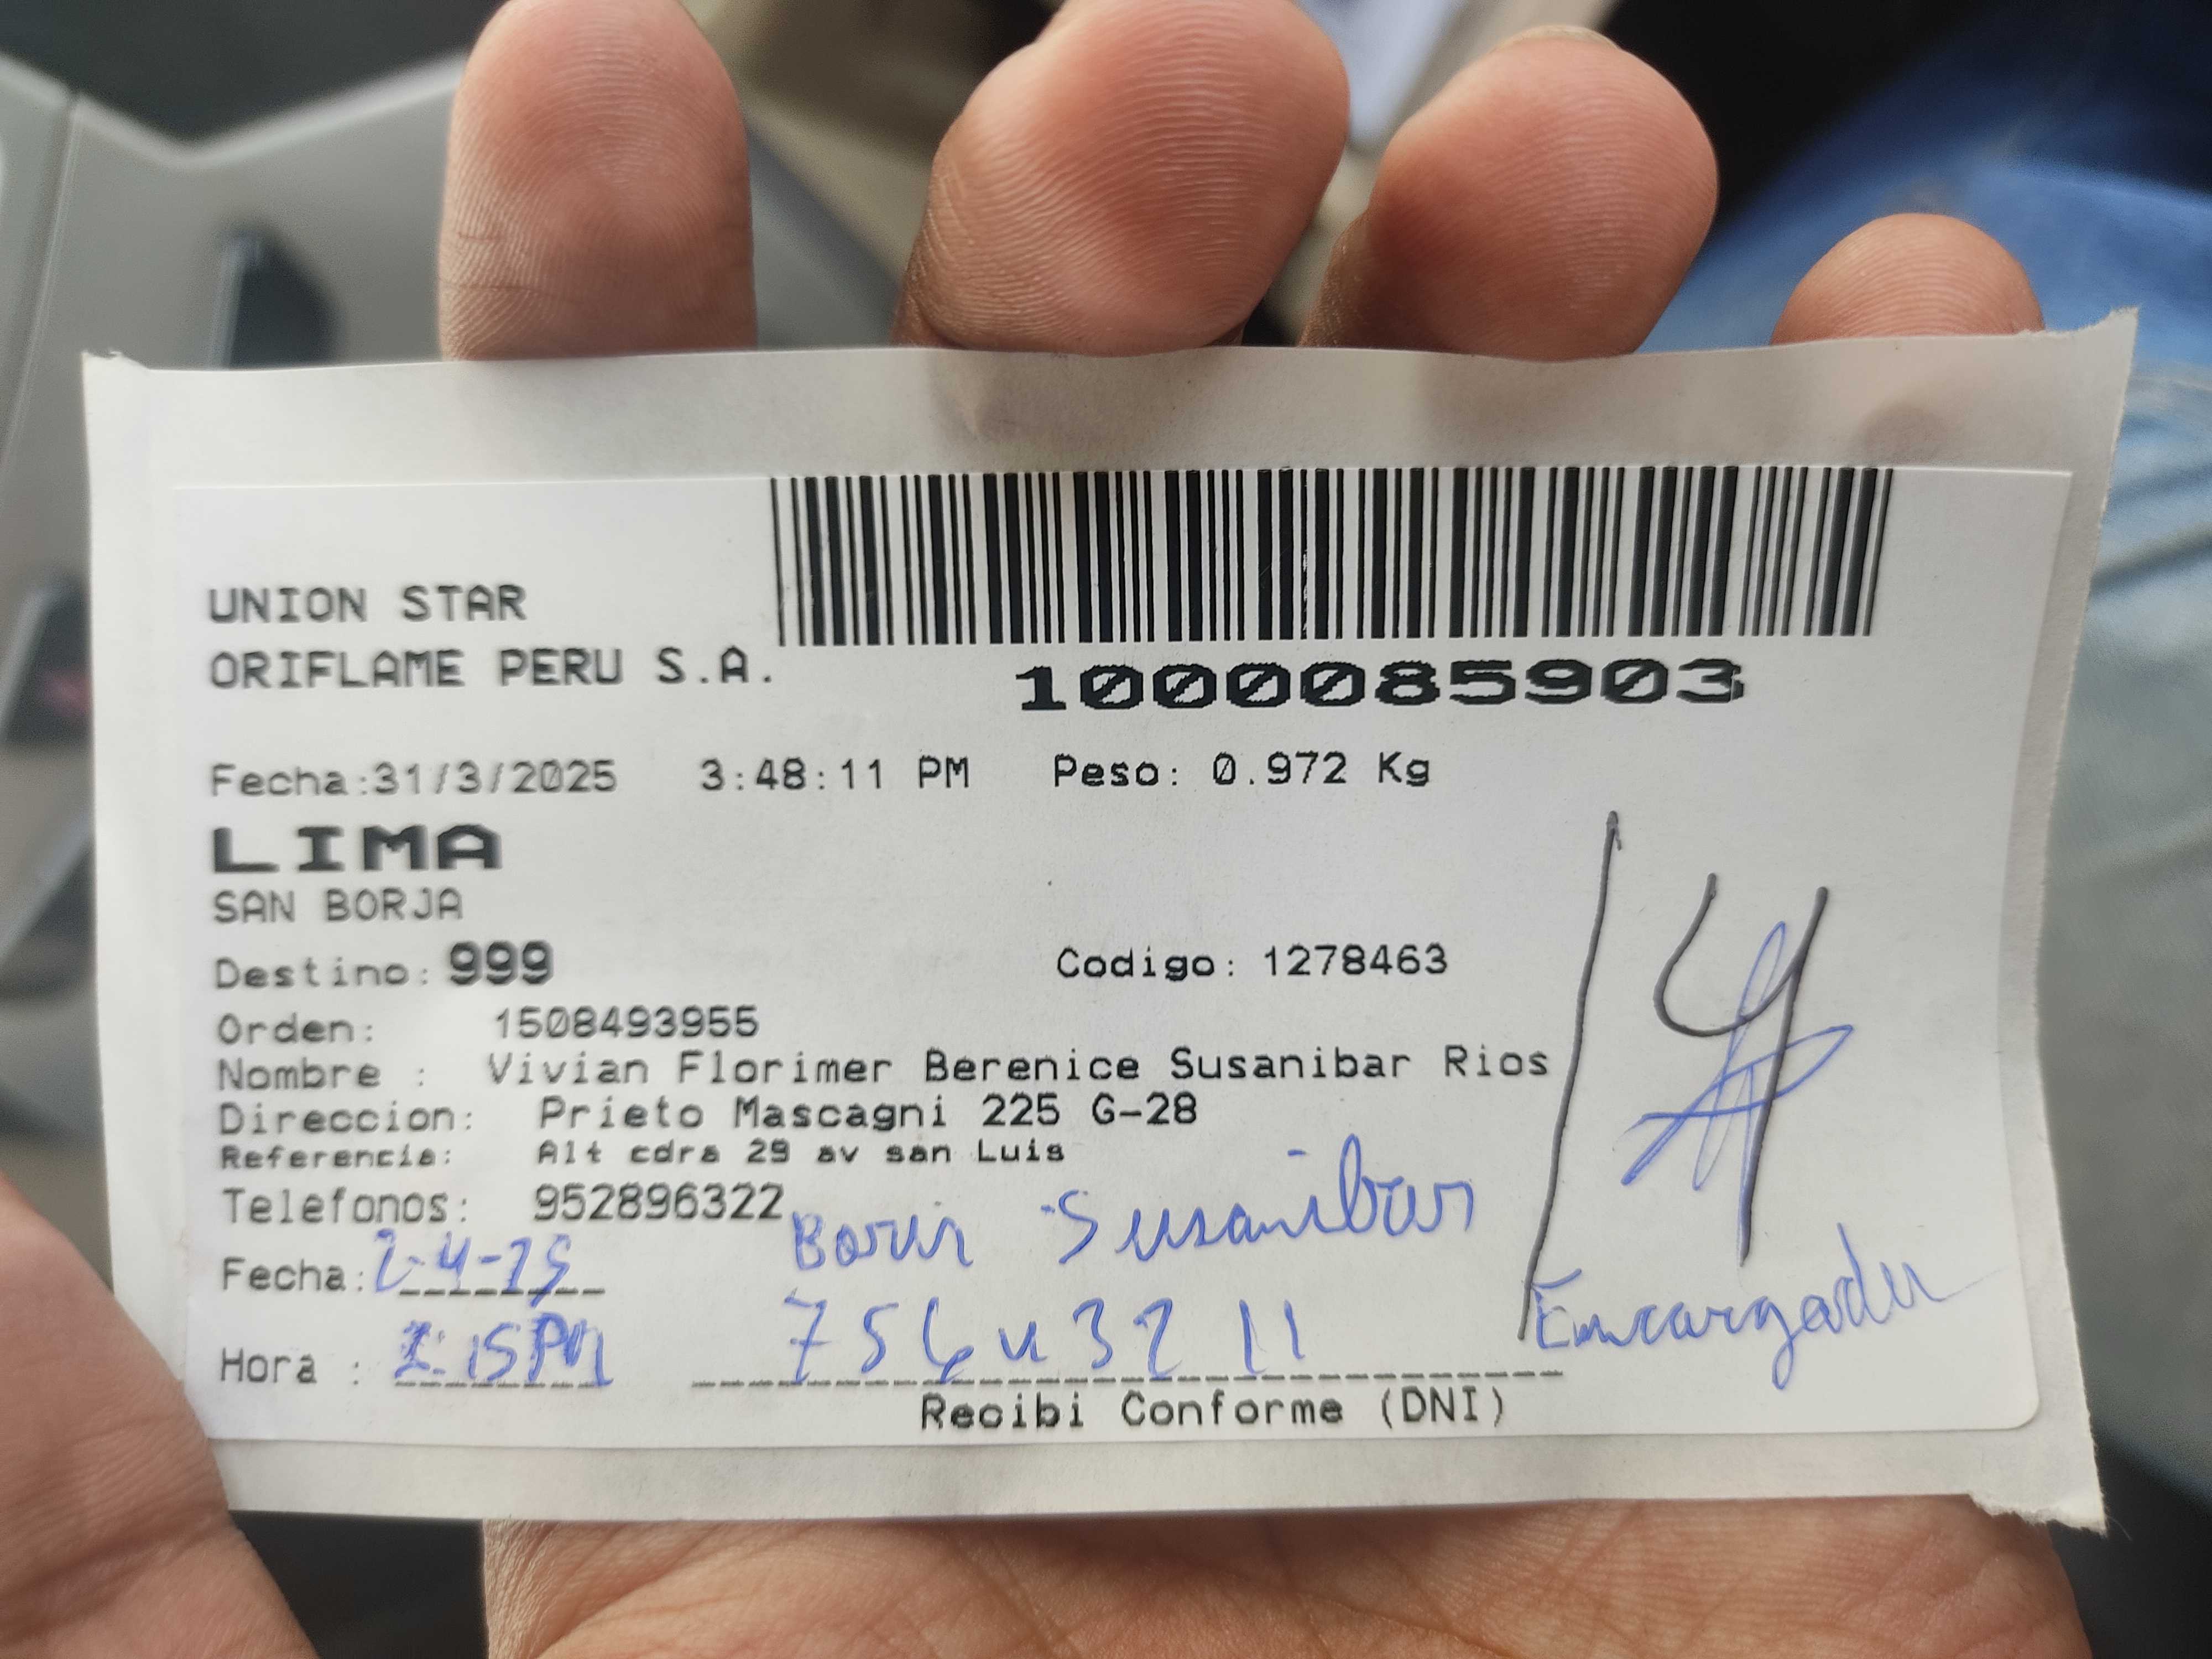 UNION STAR
ORIFLAME PERU S.A.
1000085903
Fecha:31/3/2025 3:48:11 PM Peso: 0.972 Kg
LIMA
SAN BORJA
Destino: 999 Codigo: 1278463
Orden: 1508493955
Nombre : Vivian Florimer Berenice Susanibar Rios
Direccion: Prieto Mascagni 225 G-28
Referencia: Alt cdra 29 av san Luis
Telefonos: 952896322
14
Susanibar
Fecha: 2-4-25
Hora : 15PM
Recibi Conforme (DNI)